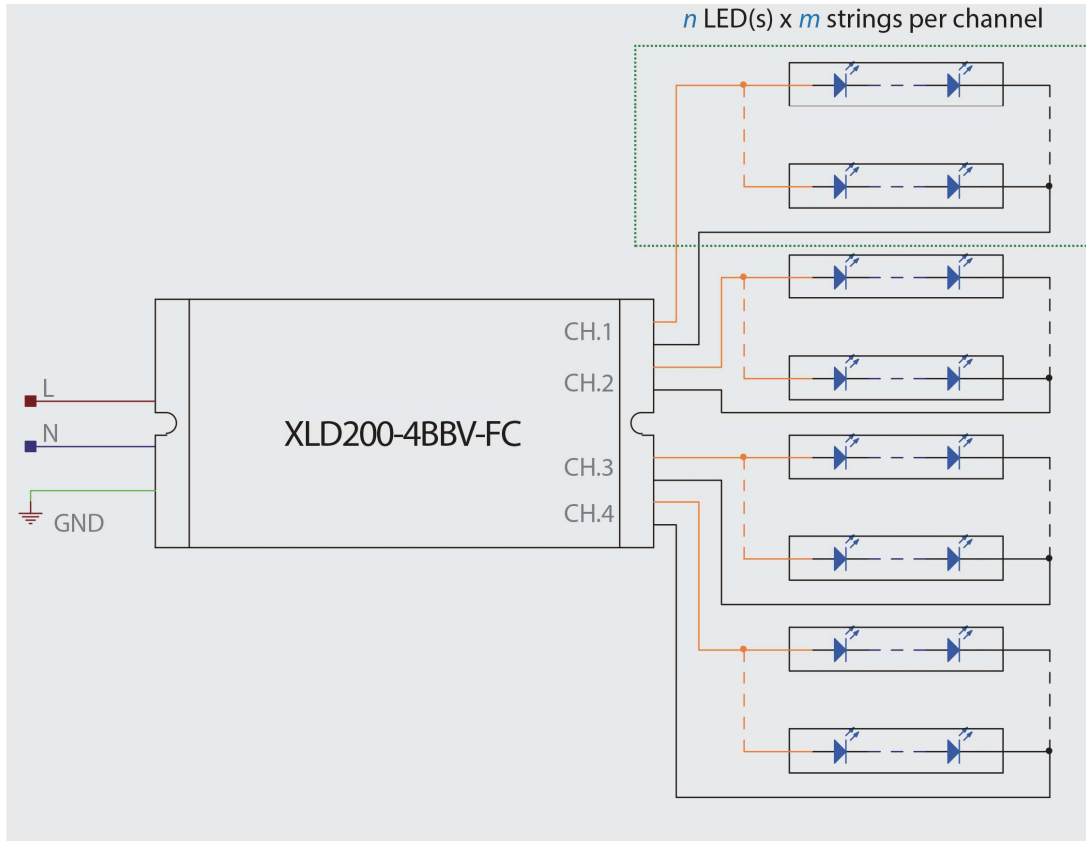 n LED(s) x m strings per channel
CH.1
CH.2
L
N
XLD200-4BBV-FC
CH.3
CH.4
GND